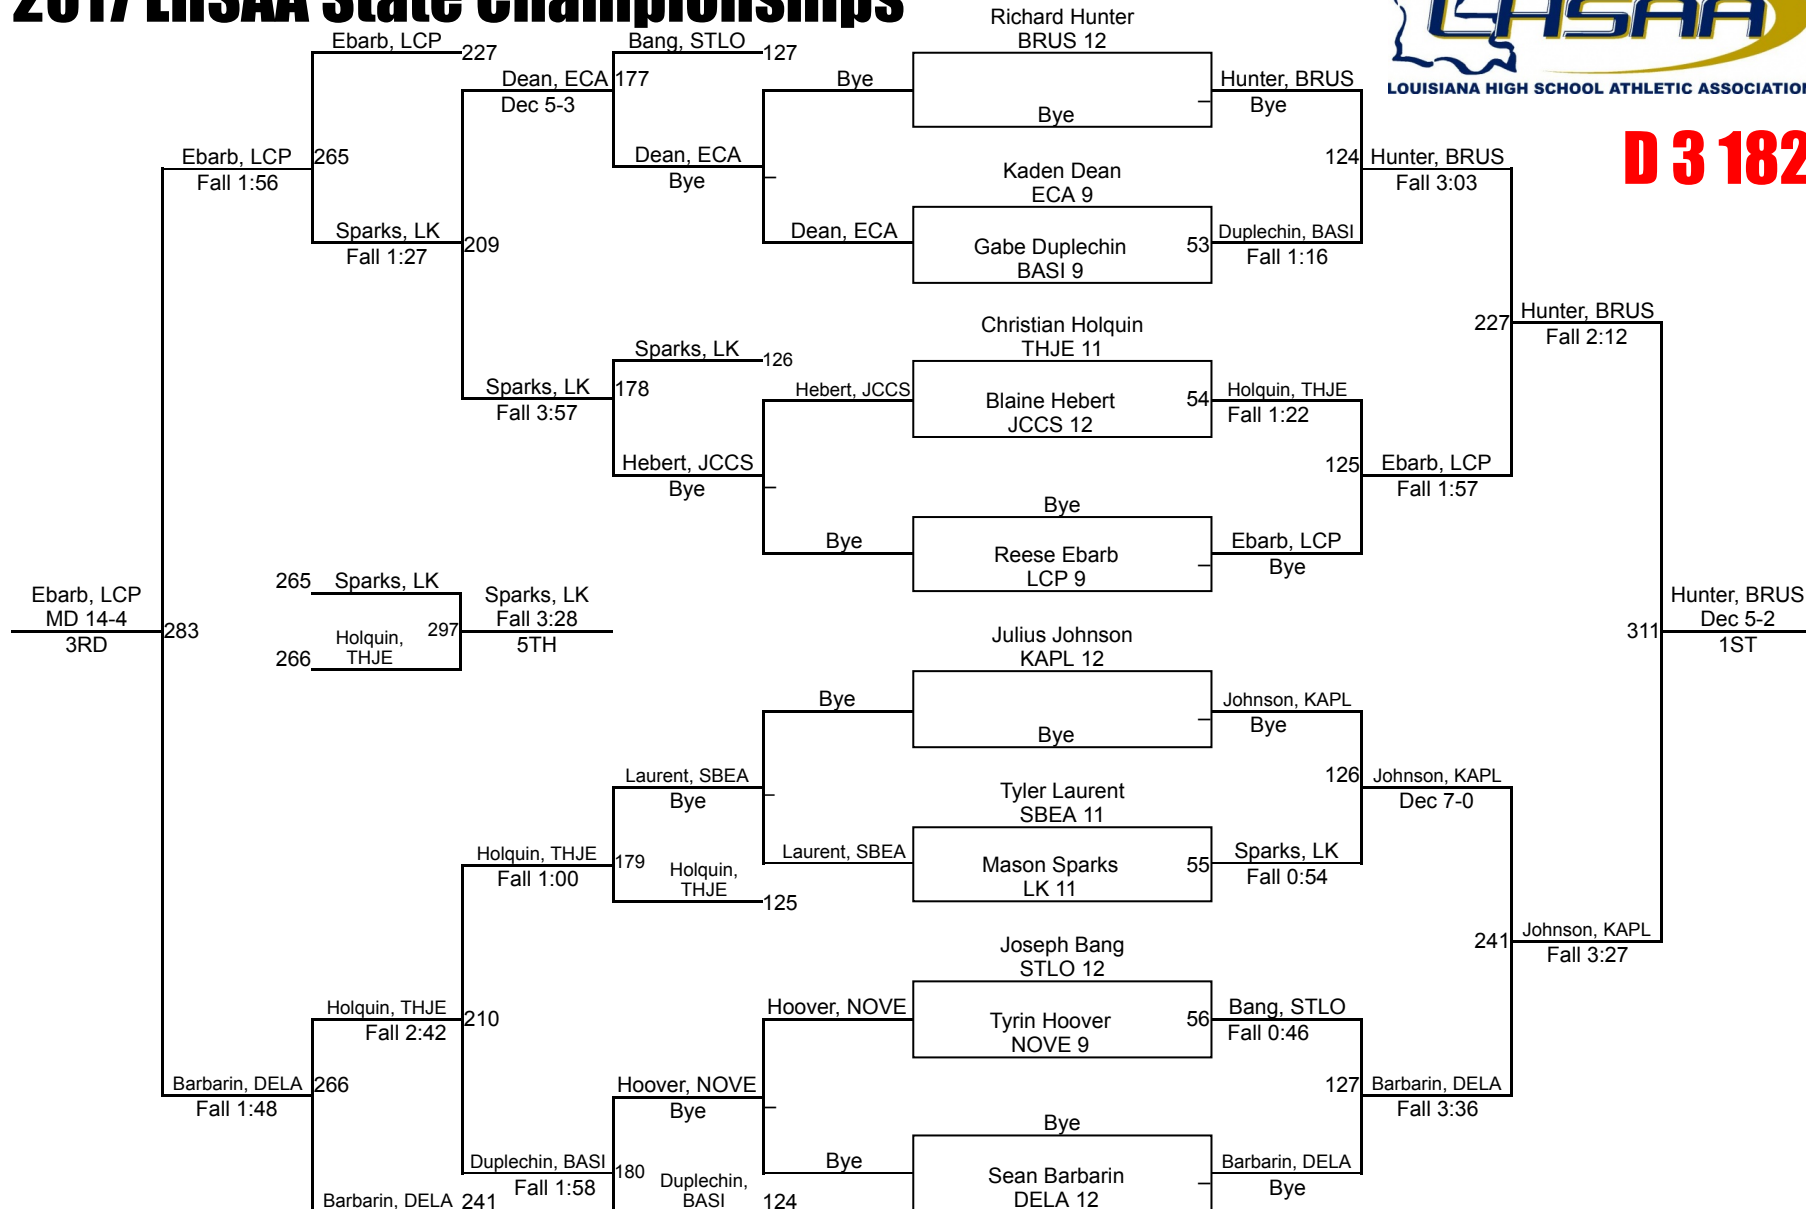 2017 LHSAA State Championships
LHSAA
LOUISIANA HIGH SCHOOL ATHLETIC ASSOCIATION
D 3 182
Ebarb, LCP
227
Ebarb, LCP
Fall 1:56
265
Sparks, LK
Fall 1:27
209
Dean, ECA
Dec 5-3
177
Bang, STLO
127
Dean, ECA
Bye
Bye
Dean, ECA
Sparks, LK
Fall 3:57
178
Sparks, LK
126
Hebert, JCCS
Bye
Hebert, JCCS
Bye
Ebarb, LCP
MD 14-4
3RD
283
265
Sparks, LK
266
Holquin,
THJE
297
Sparks, LK
Fall 3:28
5TH
Barbarin, DELA
Fall 1:48
266
Holquin, THJE
Fall 2:42
210
Barbarin, DELA
241
Holquin, THJE
Fall 1:00
179
Laurent, SBEA
Bye
Holquin,
THJE
125
Bye
Laurent, SBEA
Duplechin, BASI
Fall 1:58
180
Hoover, NOVE
Bye
Duplechin,
BASI
124
Hoover, NOVE
Bye
Richard Hunter
BRUS 12
Bye
Kaden Dean
ECA 9
Gabe Duplechin
BASI 9
53
Christian Holquin
THJE 11
Blaine Hebert
JCCS 12
54
Bye
Reese Ebarb
LCP 9
Julius Johnson
KAPL 12
Bye
Tyler Laurent
SBEA 11
Mason Sparks
LK 11
55
Joseph Bang
STLO 12
Tyrin Hoover
NOVE 9
56
Bye
Sean Barbarin
DELA 12
Hunter, BRUS
Bye
Duplechin, BASI
Fall 1:16
124
Hunter, BRUS
Fall 3:03
Holquin, THJE
Fall 1:22
Ebarb, LCP
Bye
125
Ebarb, LCP
Fall 1:57
227
Hunter, BRUS
Fall 2:12
Johnson, KAPL
Bye
Sparks, LK
Fall 0:54
126
Johnson, KAPL
Dec 7-0
Bang, STLO
Fall 0:46
Barbarin, DELA
Bye
127
Barbarin, DELA
Fall 3:36
241
Johnson, KAPL
Fall 3:27
311
Hunter, BRUS
Dec 5-2
1ST